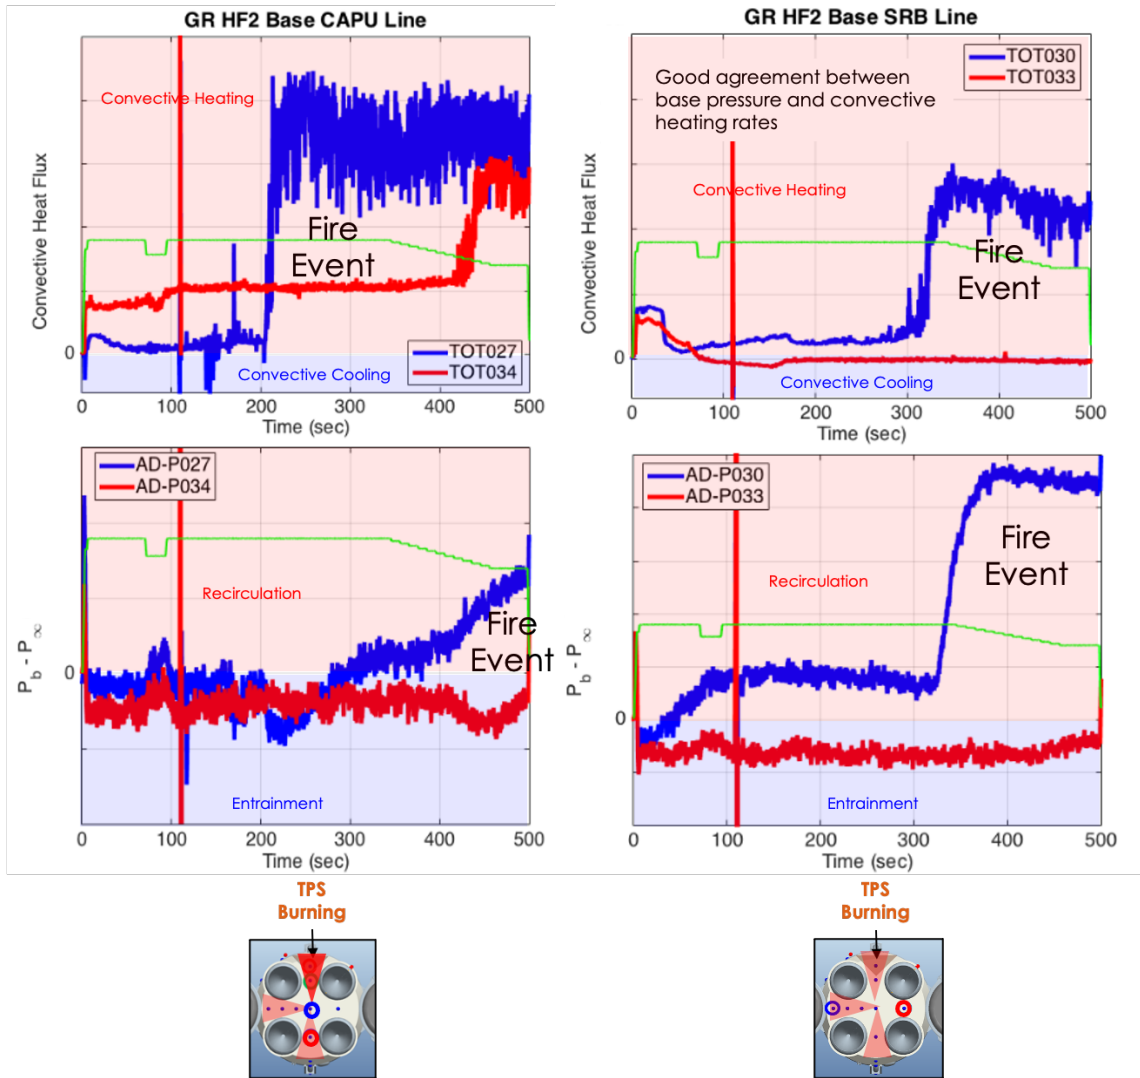 GR HF2 Base CAPU Line
Convective Heating
Fire
Event
Convective Cooling
TOT027
TOT034
Convective Heat Flux
0
0
100
200
300
400
500
Time (sec)
GR HF2 Base SRB Line
TOT030
TOT033
Good agreement between
base pressure and convective
heating rates
Convective Heating
Fire
Event
Convective Cooling
Convective Heat Flux
0
0
100
200
300
400
500
Time (sec)
AD-P027
AD-P034
Recirculation
Fire
Event
Entrainment
P_b - P_∞
0
0
100
200
300
400
500
Time (sec)
AD-P030
AD-P033
Fire
Event
Recirculation
Entrainment
P_b - P_∞
0
0
100
200
300
400
500
Time (sec)
TPS
Burning
TPS
Burning